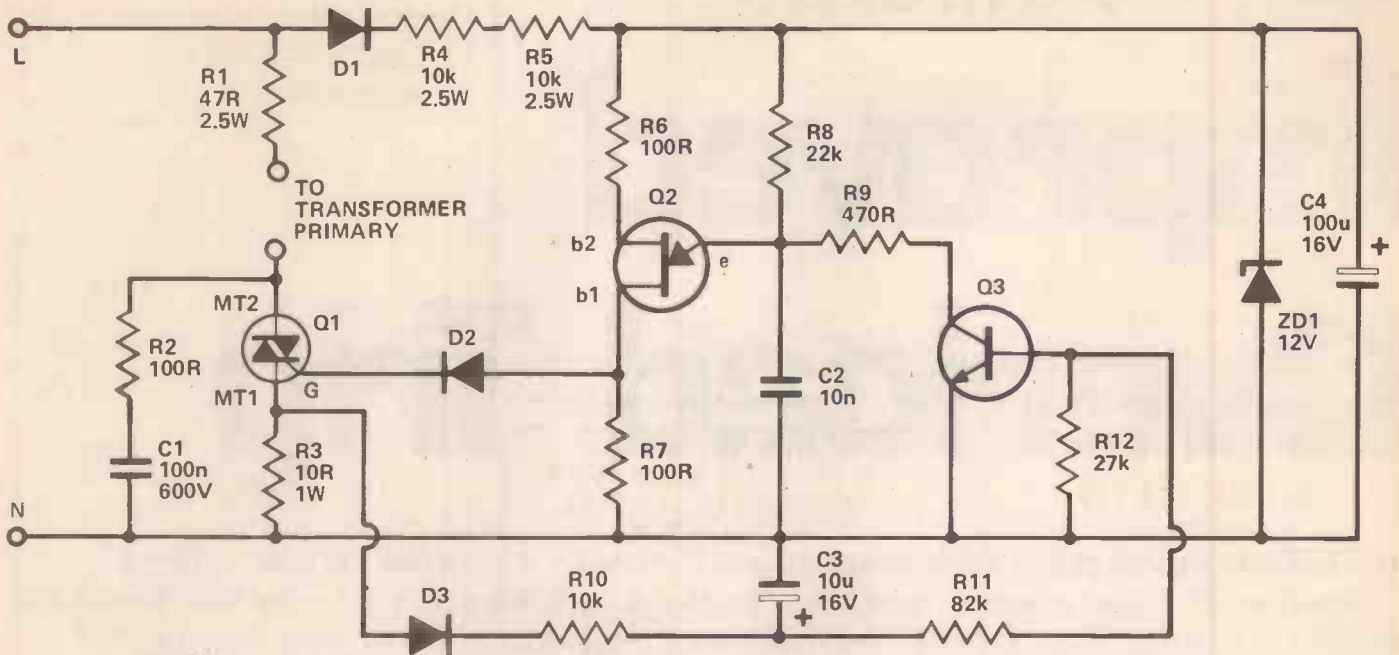 L
R1
47R
2.5W
D1
R4
10k
2.5W
R5
10k
2.5W
TO
TRANSFORMER
PRIMARY
R6
100R
R8
22k
R9
470R
Q2
b2
b1
e
Q3
C4
100u
16V
+
ZD1
12V
MT2
Q1
MT1
G
R2
100R
D2
C1
100n
600V
R3
10R
1W
R7
100R
C2
10n
R12
27k
N
D3
R10
10k
C3
10u
16V
+
R11
82k